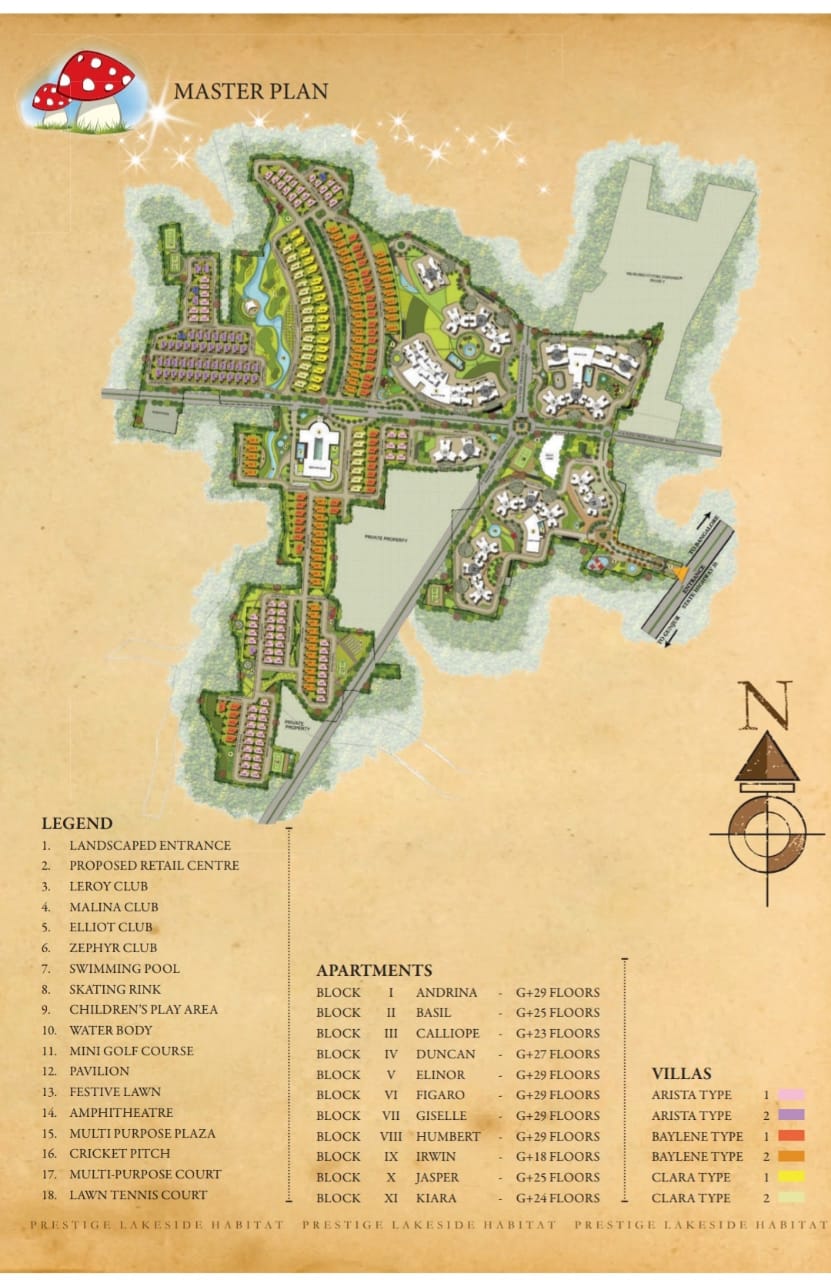 MASTER PLAN
PRIVATE PROPERTY
PRIVATE
PROPERTY
TO BANGALORE
ENTRANCE
STATE HIGHWAY 35
TO GUNJUR
N
LEGEND
1. LANDSCAPED ENTRANCE
2. PROPOSED RETAIL CENTRE
3. LEROY CLUB
4. MALINA CLUB
5. ELLIOT CLUB
6. ZEPHYR CLUB
7. SWIMMING POOL
8. SKATING RINK
9. CHILDREN'S PLAY AREA
10. WATER BODY
11. MINI GOLF COURSE
12. PAVILION
13. FESTIVE LAWN
14. AMPHITHEATRE
15. MULTI PURPOSE PLAZA
16. CRICKET PITCH
17. MULTI-PURPOSE COURT
18. LAWN TENNIS COURT
APARTMENTS
BLOCK I ANDRINA - G+29 FLOORS
BLOCK II BASIL - G+25 FLOORS
BLOCK III CALLIOPE - G+23 FLOORS
BLOCK IV DUNCAN - G+27 FLOORS
BLOCK V ELINOR - G+29 FLOORS
BLOCK VI FIGARO - G+29 FLOORS
BLOCK VII GISELLE - G+29 FLOORS
BLOCK VIII HUMBERT - G+29 FLOORS
BLOCK IX IRWIN - G+18 FLOORS
BLOCK X JASPER - G+25 FLOORS
BLOCK XI KIARA - G+24 FLOORS
VILLAS
ARISTA TYPE 1
ARISTA TYPE 2
BAYLENE TYPE 1
BAYLENE TYPE 2
CLARA TYPE 1
CLARA TYPE 2
PRESTIGE LAKESIDE HABITAT PRESTIGE LAKESIDE HABITAT PRESTIGE LAKESIDE HABITAT